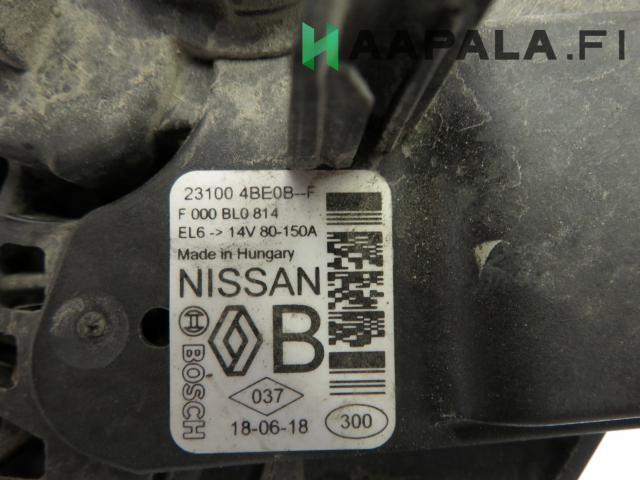 HAAPALA.FI
23100 4BE0B--F
F 000 BL0 814
EL6 -> 14V 80-150A
Made in Hungary
NISSAN
B
BOSCH
037
18-06-18
300